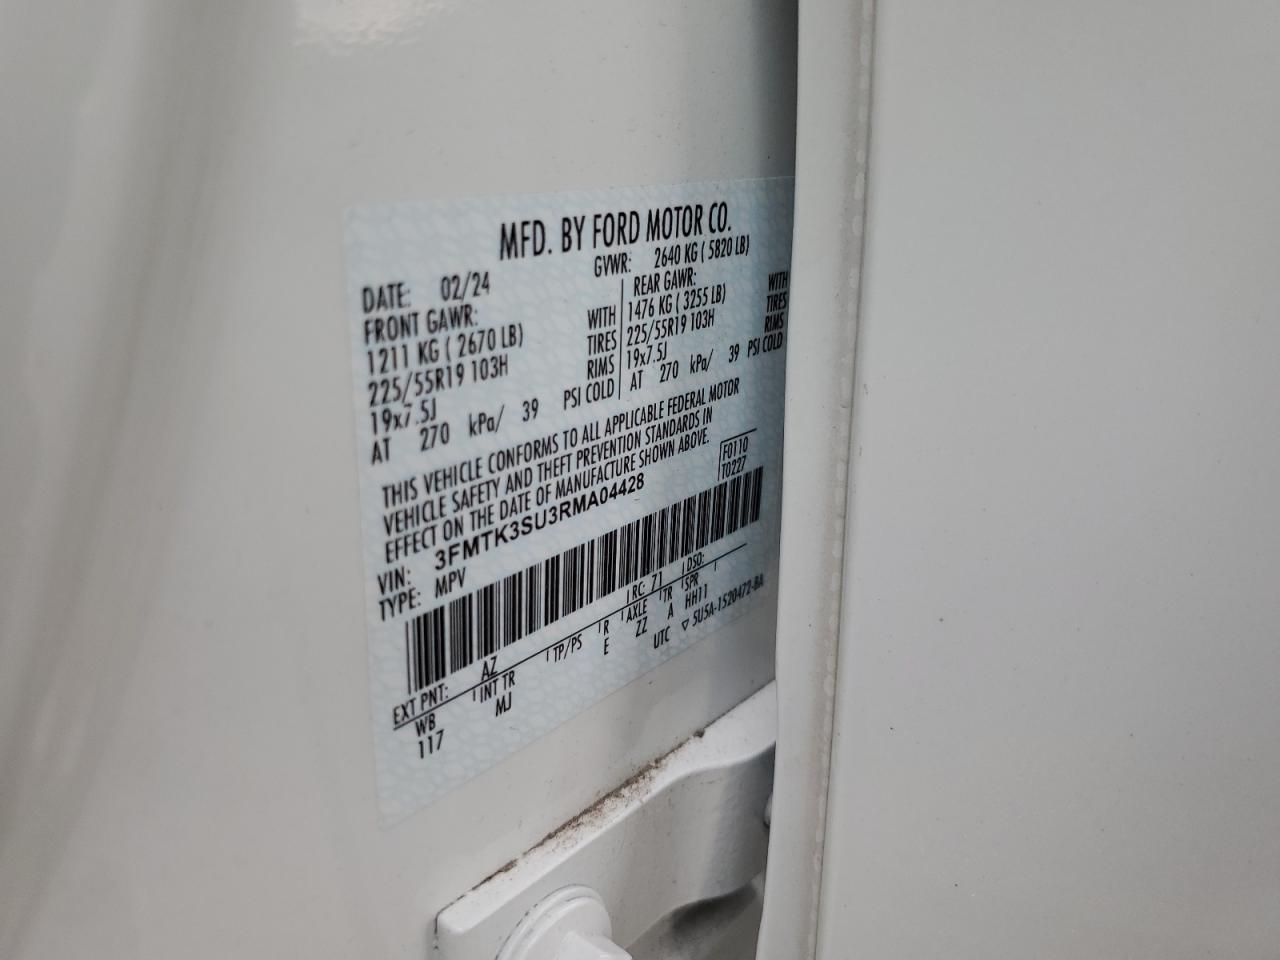 MFD. BY FORD MOTOR CO.
DATE: 02/24 GVWR: 2640 KG ( 5820 LB)
FRONT GAWR: REAR GAWR:
1211 KG ( 2670 LB) WITH 1476 KG ( 3255 LB) WITH
225/55R19 103H TIRES 225/55R19 103H TIRES
19x7.5J RIMS 19x7.5J RIMS
AT 270 kPa/ 39 PSI COLD AT 270 kPa/ 39 PSI COLD
THIS VEHICLE CONFORMS TO ALL APPLICABLE FEDERAL MOTOR
VEHICLE SAFETY AND THEFT PREVENTION STANDARDS IN
EFFECT ON THE DATE OF MANUFACTURE SHOWN ABOVE.
F0110
T0227
VIN: 3FMTK3SU3RMA04428
TYPE: MPV
EXT PNT: AZ RC: 71 DSO:
WB INT TR TP/PS R AXLE TR SPR
117 MJ E ZZ A HH11
UTC ▽ 5U5A-1520472-BA